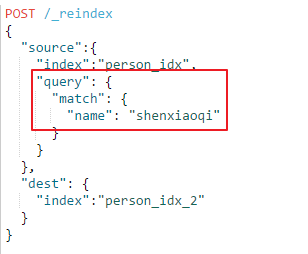 POST /_reindex
{
  "source":{
    "index":"person_idx",
    "query": {
      "match": {
        "name": "shenxiaoqi"
      }
    }
  },
  "dest": {
    "index":"person_idx_2"
  }
}